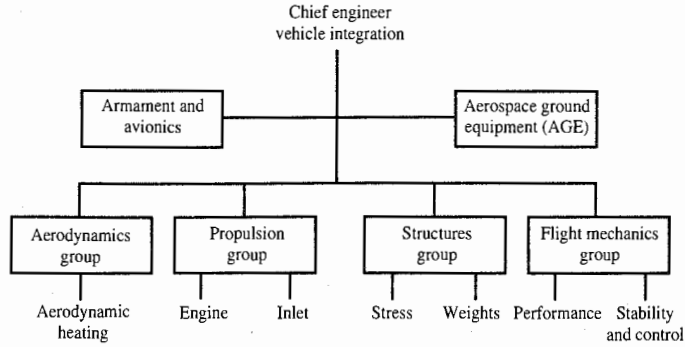 Chief engineer
vehicle integration
Armament and
avionics
Aerospace ground
equipment (AGE)
Aerodynamics
group
Propulsion
group
Structures
group
Flight mechanics
group
Aerodynamic
heating
Engine
Inlet
Stress
Weights
Performance
Stability
and control